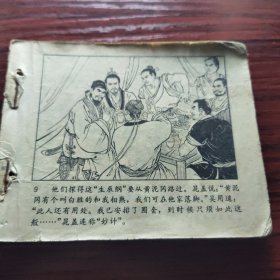 9 他们探得这“生辰纲”要从黄泥冈路过。晁盖说：“黄泥
冈有个叫白胜的和我相熟。我们可在他家落脚。”吴用道：
“此人还有用处。我已安排了圈套，到时候只须如此这
般……”晁盖连称“妙计”。